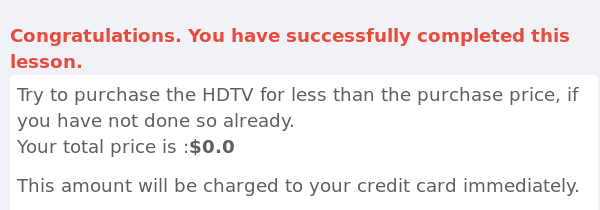 Congratulations. You have successfully completed this
lesson.
Try to purchase the HDTV for less than the purchase price, if
you have not done so already.
Your total price is :$0.0
This amount will be charged to your credit card immediately.